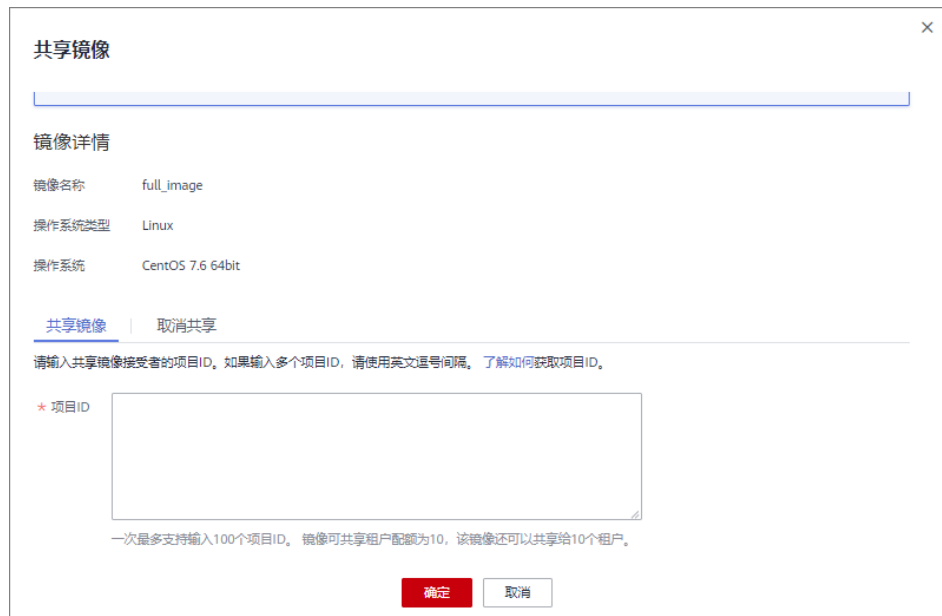 共享镜像
镜像详情
镜像名称 full_image
操作系统类型 Linux
操作系统 CentOS 7.6 64bit
共享镜像 取消共享
请输入共享镜像接受者的项目ID。如果输入多个项目ID，请使用英文逗号间隔。 了解如何获取项目ID。
* 项目ID
一次最多支持输入100个项目ID。 镜像可共享租户配额为10，该镜像还可以共享给10个租户。
确定 取消